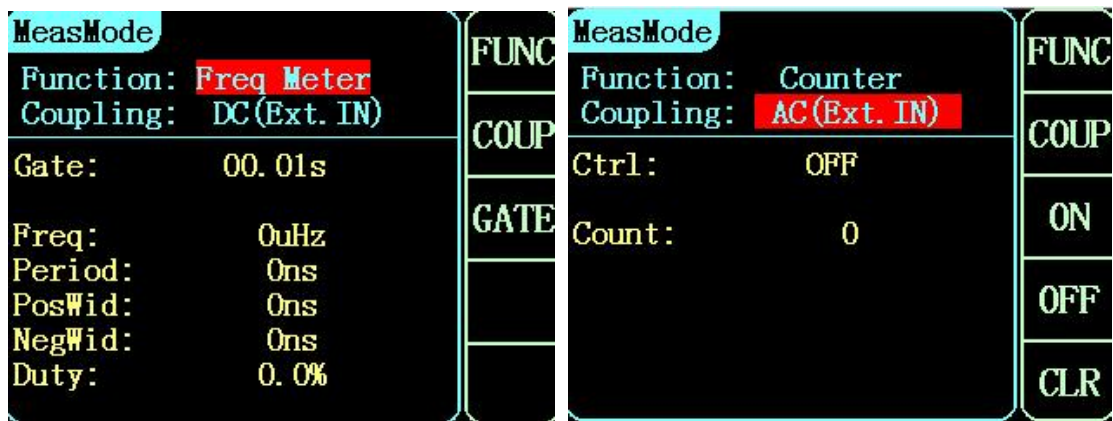 MeasMode
Function: Freq Meter
Coupling: DC(Ext.IN)
Gate: 00.01s
Freq: 0uHz
Period: 0ns
PosWid: 0ns
NegWid: 0ns
Duty: 0.0%
FUNC
COUP
GATE
MeasMode
Function: Counter
Coupling: AC(Ext.IN)
Ctrl: OFF
Count: 0
FUNC
COUP
ON
OFF
CLR